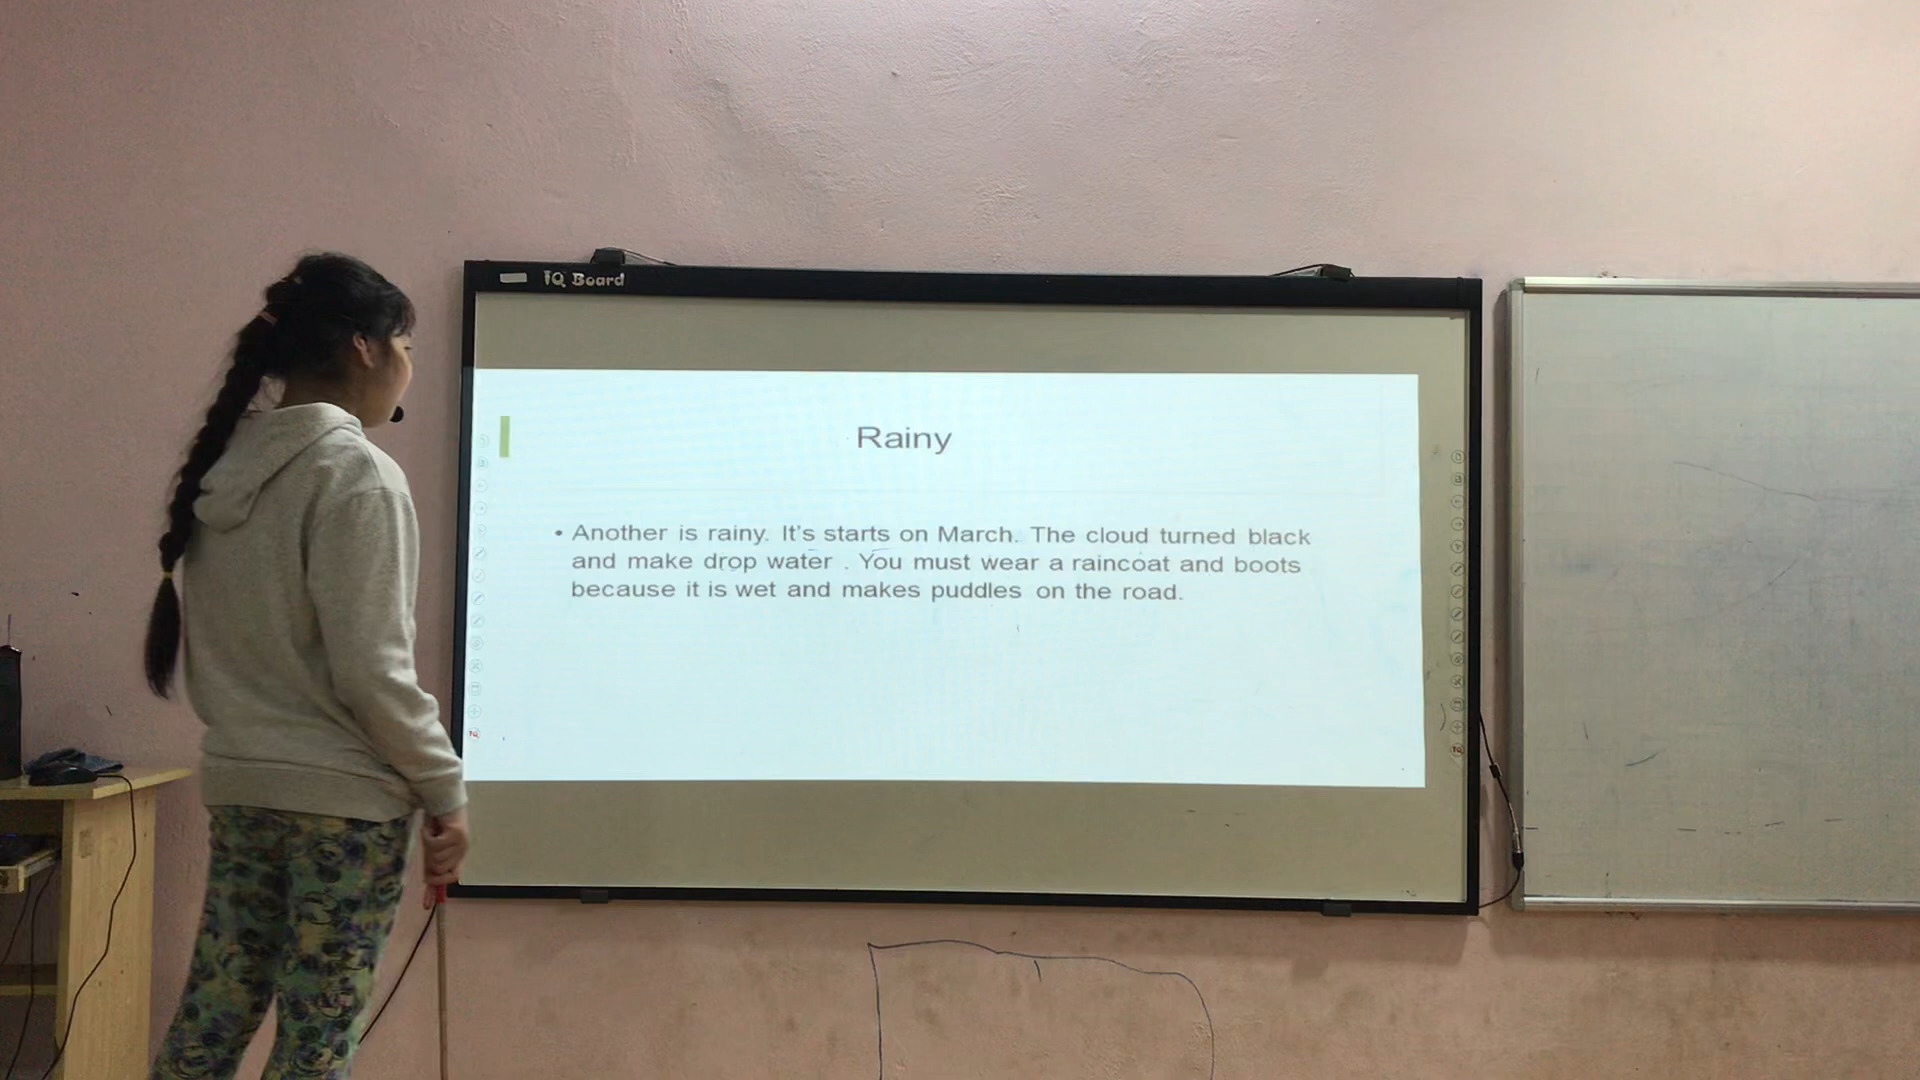 IQ Board
Rainy
• Another is rainy. It's starts on March. The cloud turned black
and make drop water . You must wear a raincoat and boots
because it is wet and makes puddles on the road.